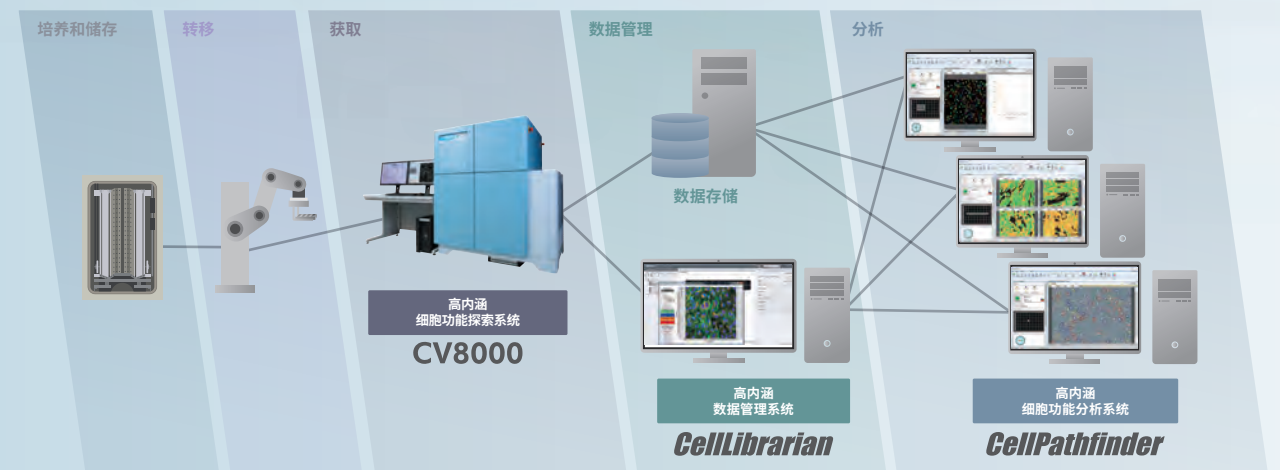 培养和储存
转移
获取
数据管理
分析
数据存储
高内涵
细胞功能探索系统
CV8000
高内涵
数据管理系统
CellLibrarian
高内涵
细胞功能分析系统
CellPathfinder